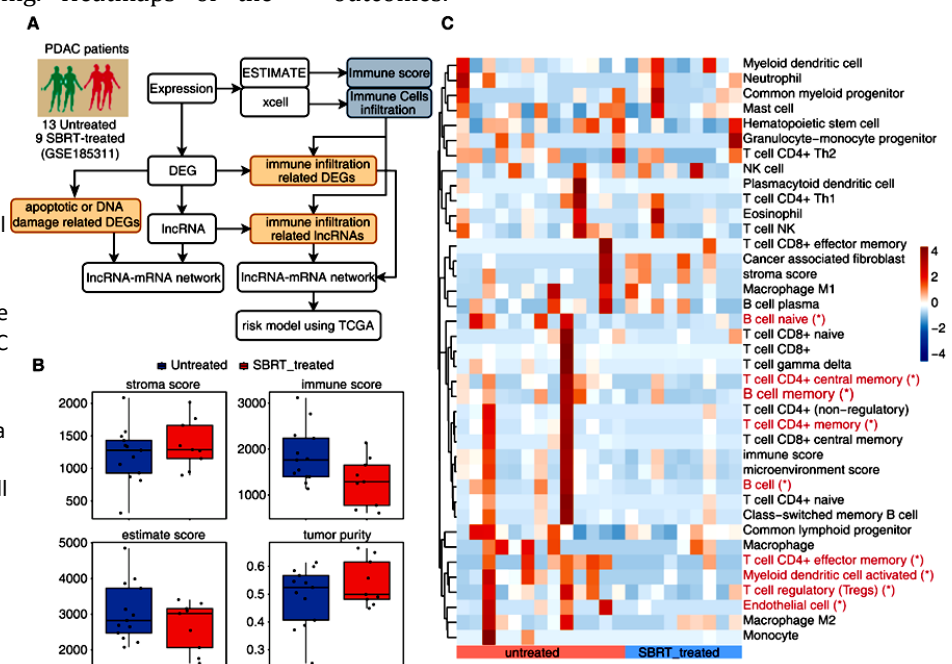 ing. Heatmaps of the
outcomes.
A
PDAC patients
13 Untreated
9 SBRT-treated
(GSE185311)
Expression
ESTIMATE
xcell
Immune score
Immune Cells
infiltration
DEG
immune infiltration
related DEGs
apoptotic or DNA
damage related DEGs
lncRNA
immune infiltration
related lncRNAs
lncRNA-mRNA network
lncRNA-mRNA network
risk model using TCGA
B
Untreated
SBRT_treated
stroma score
2000
1500
1000
500
immune score
3000
2000
1000
estimate score
5000
4000
3000
2000
tumor purity
0.6
0.5
0.4
0.3
C
Myeloid dendritic cell
Neutrophil
Common myeloid progenitor
Mast cell
Hematopoietic stem cell
Granulocyte-monocyte progenitor
T cell CD4+ Th2
NK cell
Plasmacytoid dendritic cell
T cell CD4+ Th1
Eosinophil
T cell NK
T cell CD8+ effector memory
Cancer associated fibroblast
stroma score
Macrophage M1
B cell plasma
B cell naive (*)
T cell CD8+ naive
T cell CD8+
T cell gamma delta
T cell CD4+ central memory (*)
B cell memory (*)
T cell CD4+ (non-regulatory)
T cell CD4+ memory (*)
T cell CD8+ central memory
immune score
microenvironment score
B cell (*)
T cell CD4+ naive
Class-switched memory B cell
Common lymphoid progenitor
Macrophage
T cell CD4+ effector memory (*)
Myeloid dendritic cell activated (*)
T cell regulatory (Tregs) (*)
Endothelial cell (*)
Macrophage M2
Monocyte
4
2
0
−2
−4
untreated
SBRT_treated